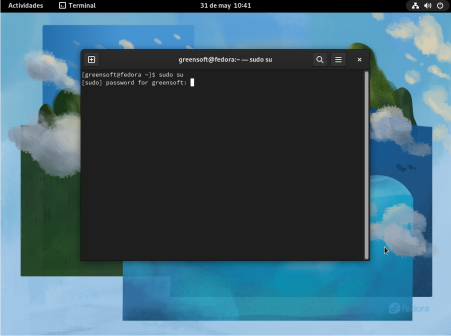 Actividades
Terminal
31 de may 10:41
greensoft@fedora:~ — sudo su
[greensoft@fedora ~]$ sudo su
[sudo] password for greensoft:
fedora